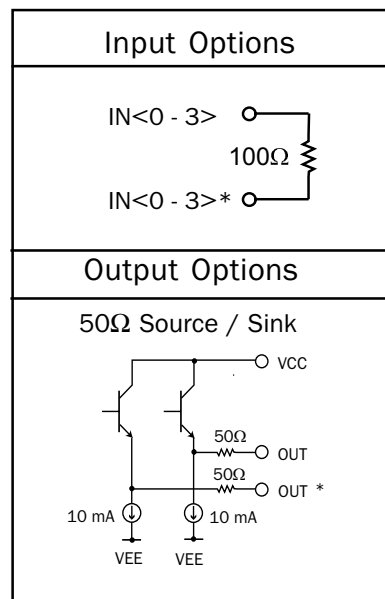 Input Options
IN<0 - 3>
100Ω
IN<0 - 3>*
Output Options
50Ω Source / Sink
VCC
50Ω
OUT
50Ω
OUT *
10 mA
10 mA
VEE
VEE